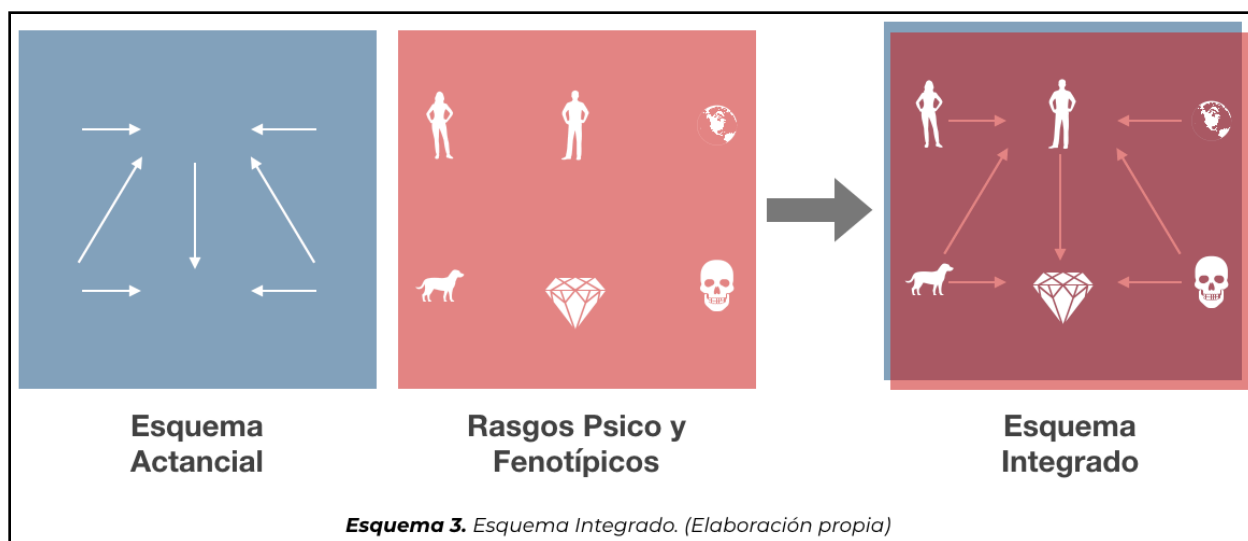 Esquema
Actancial
Rasgos Psico y
Fenotípicos
Esquema
Integrado
Esquema 3. Esquema Integrado. (Elaboración propia)